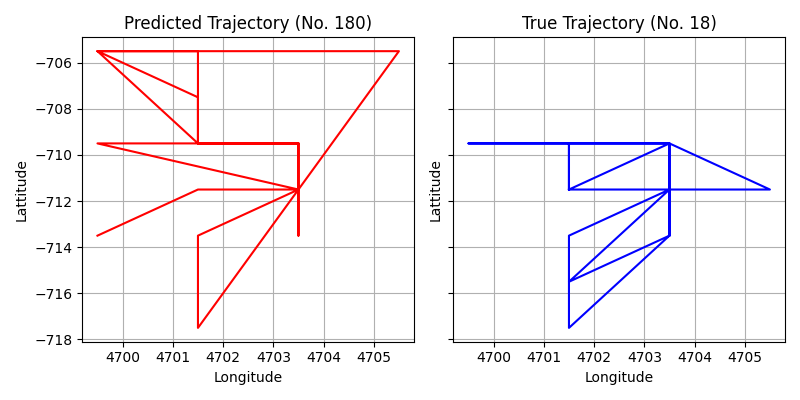 Predicted Trajectory (No. 180)
True Trajectory (No. 18)
Lattitude
−706
−708
−710
−712
−714
−716
−718
4700 4701 4702 4703 4704 4705
Longitude
Lattitude
4700 4701 4702 4703 4704 4705
Longitude